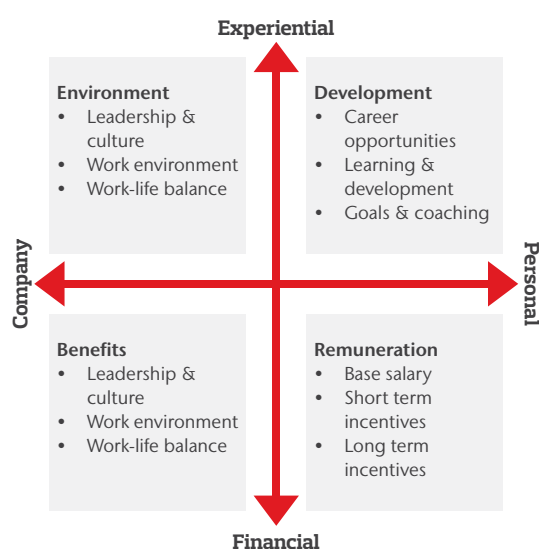 Experiential
Environment
• Leadership &
culture
• Work environment
• Work-life balance
Development
• Career
opportunities
• Learning &
development
• Goals & coaching
Company
Personal
Benefits
• Leadership &
culture
• Work environment
• Work-life balance
Remuneration
• Base salary
• Short term
incentives
• Long term
incentives
Financial